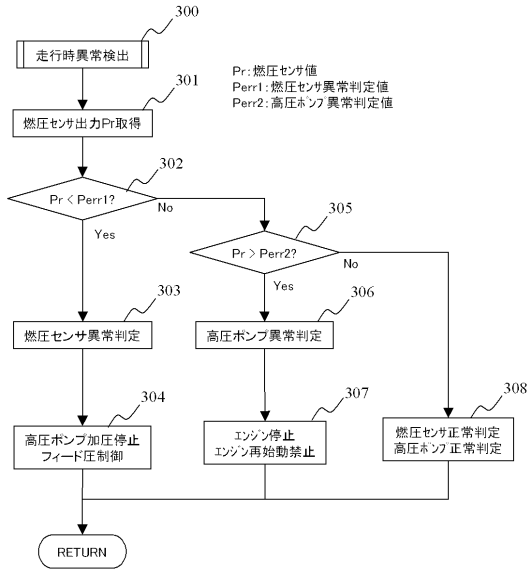 300
走行時異常検出
Pr:燃圧センサ値
Perr1:燃圧センサ異常判定値
Perr2:高圧ポンプ異常判定値
301
燃圧センサ出力Pr取得
302
Pr < Perr1?
No
Yes
305
Pr > Perr2?
No
Yes
303
燃圧センサ異常判定
306
高圧ポンプ異常判定
304
高圧ポンプ加圧停止
フィード圧制御
307
エンジン停止
エンジン再始動禁止
308
燃圧センサ正常判定
高圧ポンプ正常判定
RETURN